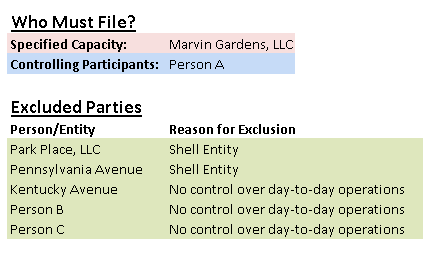 Who Must File?
Specified Capacity: Marvin Gardens, LLC
Controlling Participants: Person A
Excluded Parties
Person/Entity Reason for Exclusion
Park Place, LLC Shell Entity
Pennsylvania Avenue Shell Entity
Kentucky Avenue No control over day-to-day operations
Person B No control over day-to-day operations
Person C No control over day-to-day operations